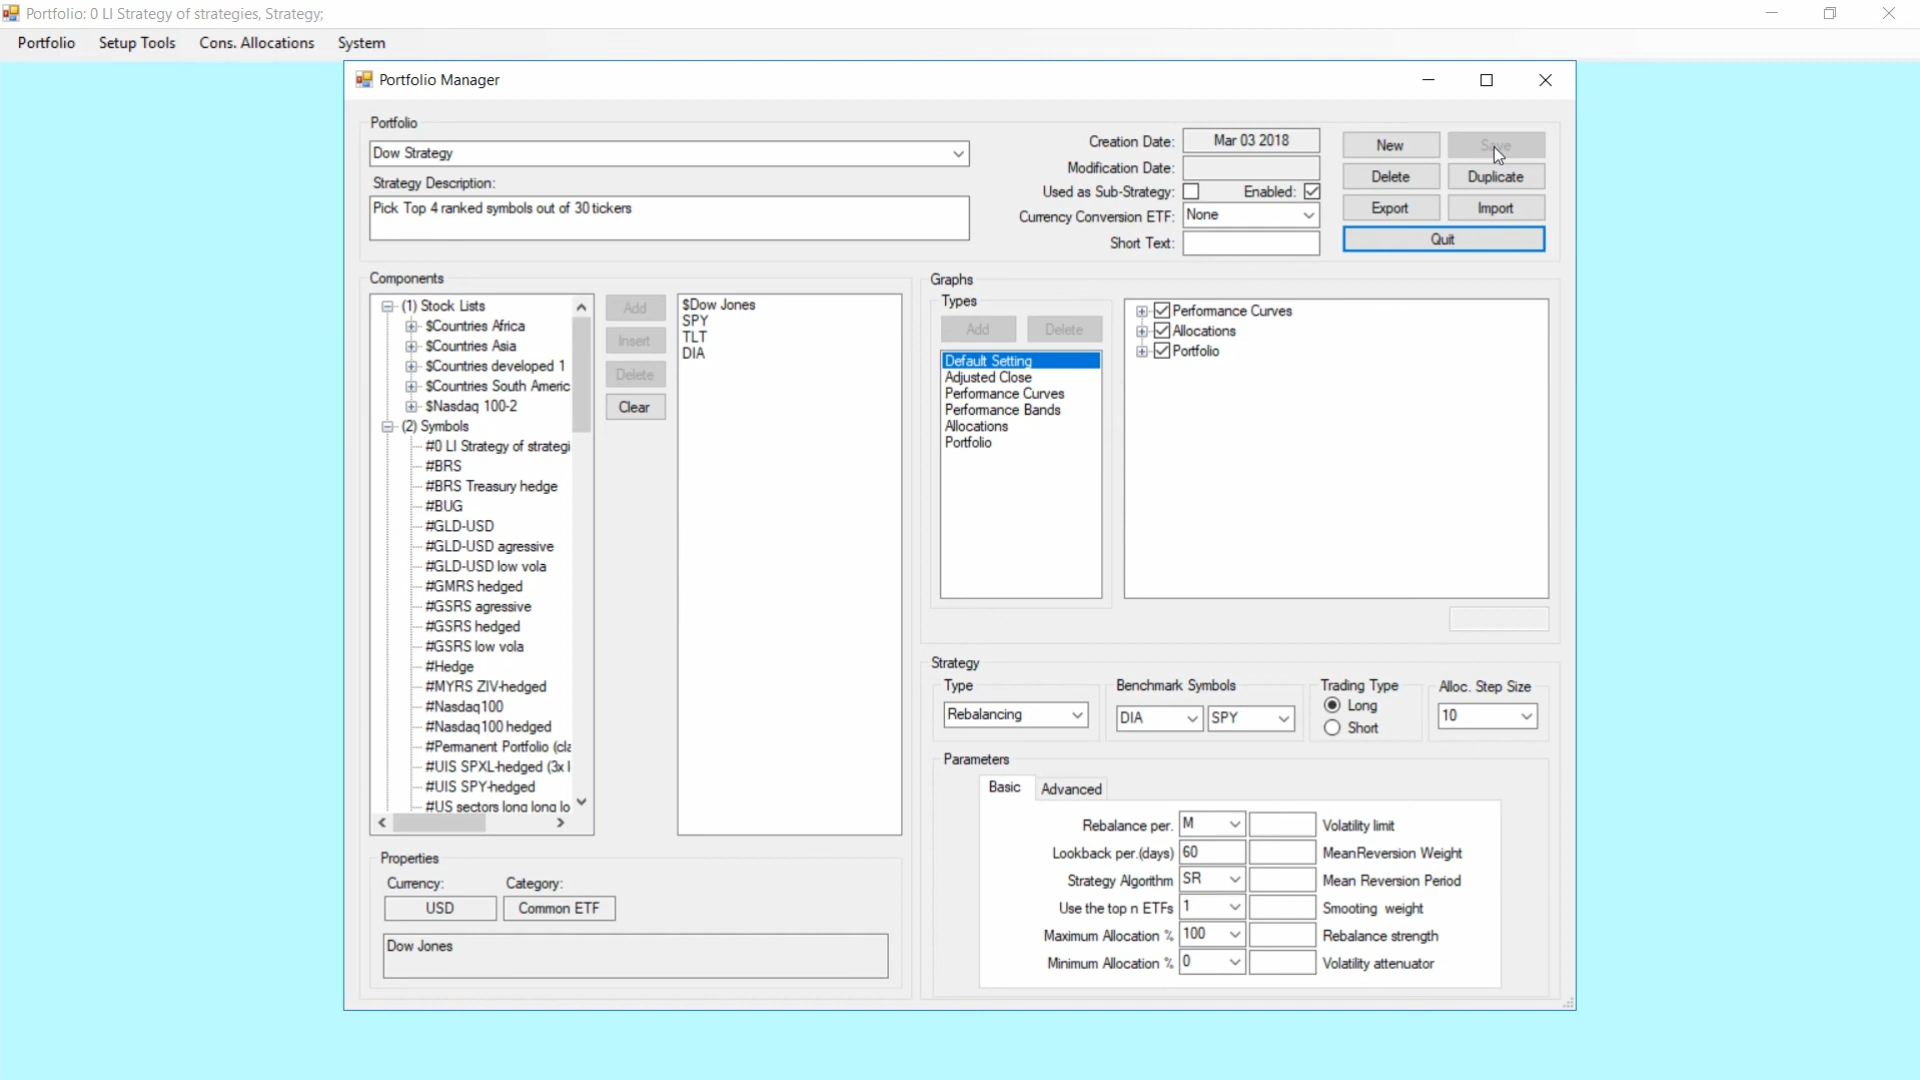 Portfolio: 0 LI Strategy of strategies, Strategy;
Portfolio Setup Tools Cons. Allocations System
Portfolio Manager
Portfolio
Dow Strategy
Strategy Description:
Pick Top 4 ranked symbols out of 30 tickers
Creation Date: Mar 03 2018
Modification Date:
Used as Sub-Strategy: Enabled:
Currency Conversion ETF: None
Short Text:
New Save
Delete Duplicate
Export Import
Quit
Components
(1) Stock Lists
$Countries Africa
$Countries Asia
$Countries developed 1
$Countries South Americ
$Nasdaq 100-2
(2) Symbols
#0 LI Strategy of strategi
#BRS
#BRS Treasury hedge
#BUG
#GLD-USD
#GLD-USD agressive
#GLD-USD low vola
#GMRS hedged
#GSRS agressive
#GSRS hedged
#GSRS low vola
#Hedge
#MYRS ZIV-hedged
#Nasdaq100
#Nasdaq100 hedged
#Permanent Portfolio (cla
#UIS SPXL-hedged (3x l
#UIS SPY-hedged
#US sectors long long lo
Add
Insert
Delete
Clear
$Dow Jones
SPY
TLT
DIA
Properties
Currency: Category:
USD Common ETF
Dow Jones
Graphs
Types
Add Delete
Default Setting
Adjusted Close
Performance Curves
Performance Bands
Allocations
Portfolio
Performance Curves
Allocations
Portfolio
Strategy
Type
Rebalancing
Benchmark Symbols
DIA SPY
Trading Type
Long
Short
Alloc. Step Size
10
Parameters
Basic Advanced
Rebalance per. M Volatility limit
Lookback per.(days) 60 MeanReversion Weight
Strategy Algorithm SR Mean Reversion Period
Use the top n ETFs 1 Smooting weight
Maximum Allocation % 100 Rebalance strength
Minimum Allocation % 0 Volatility attenuator